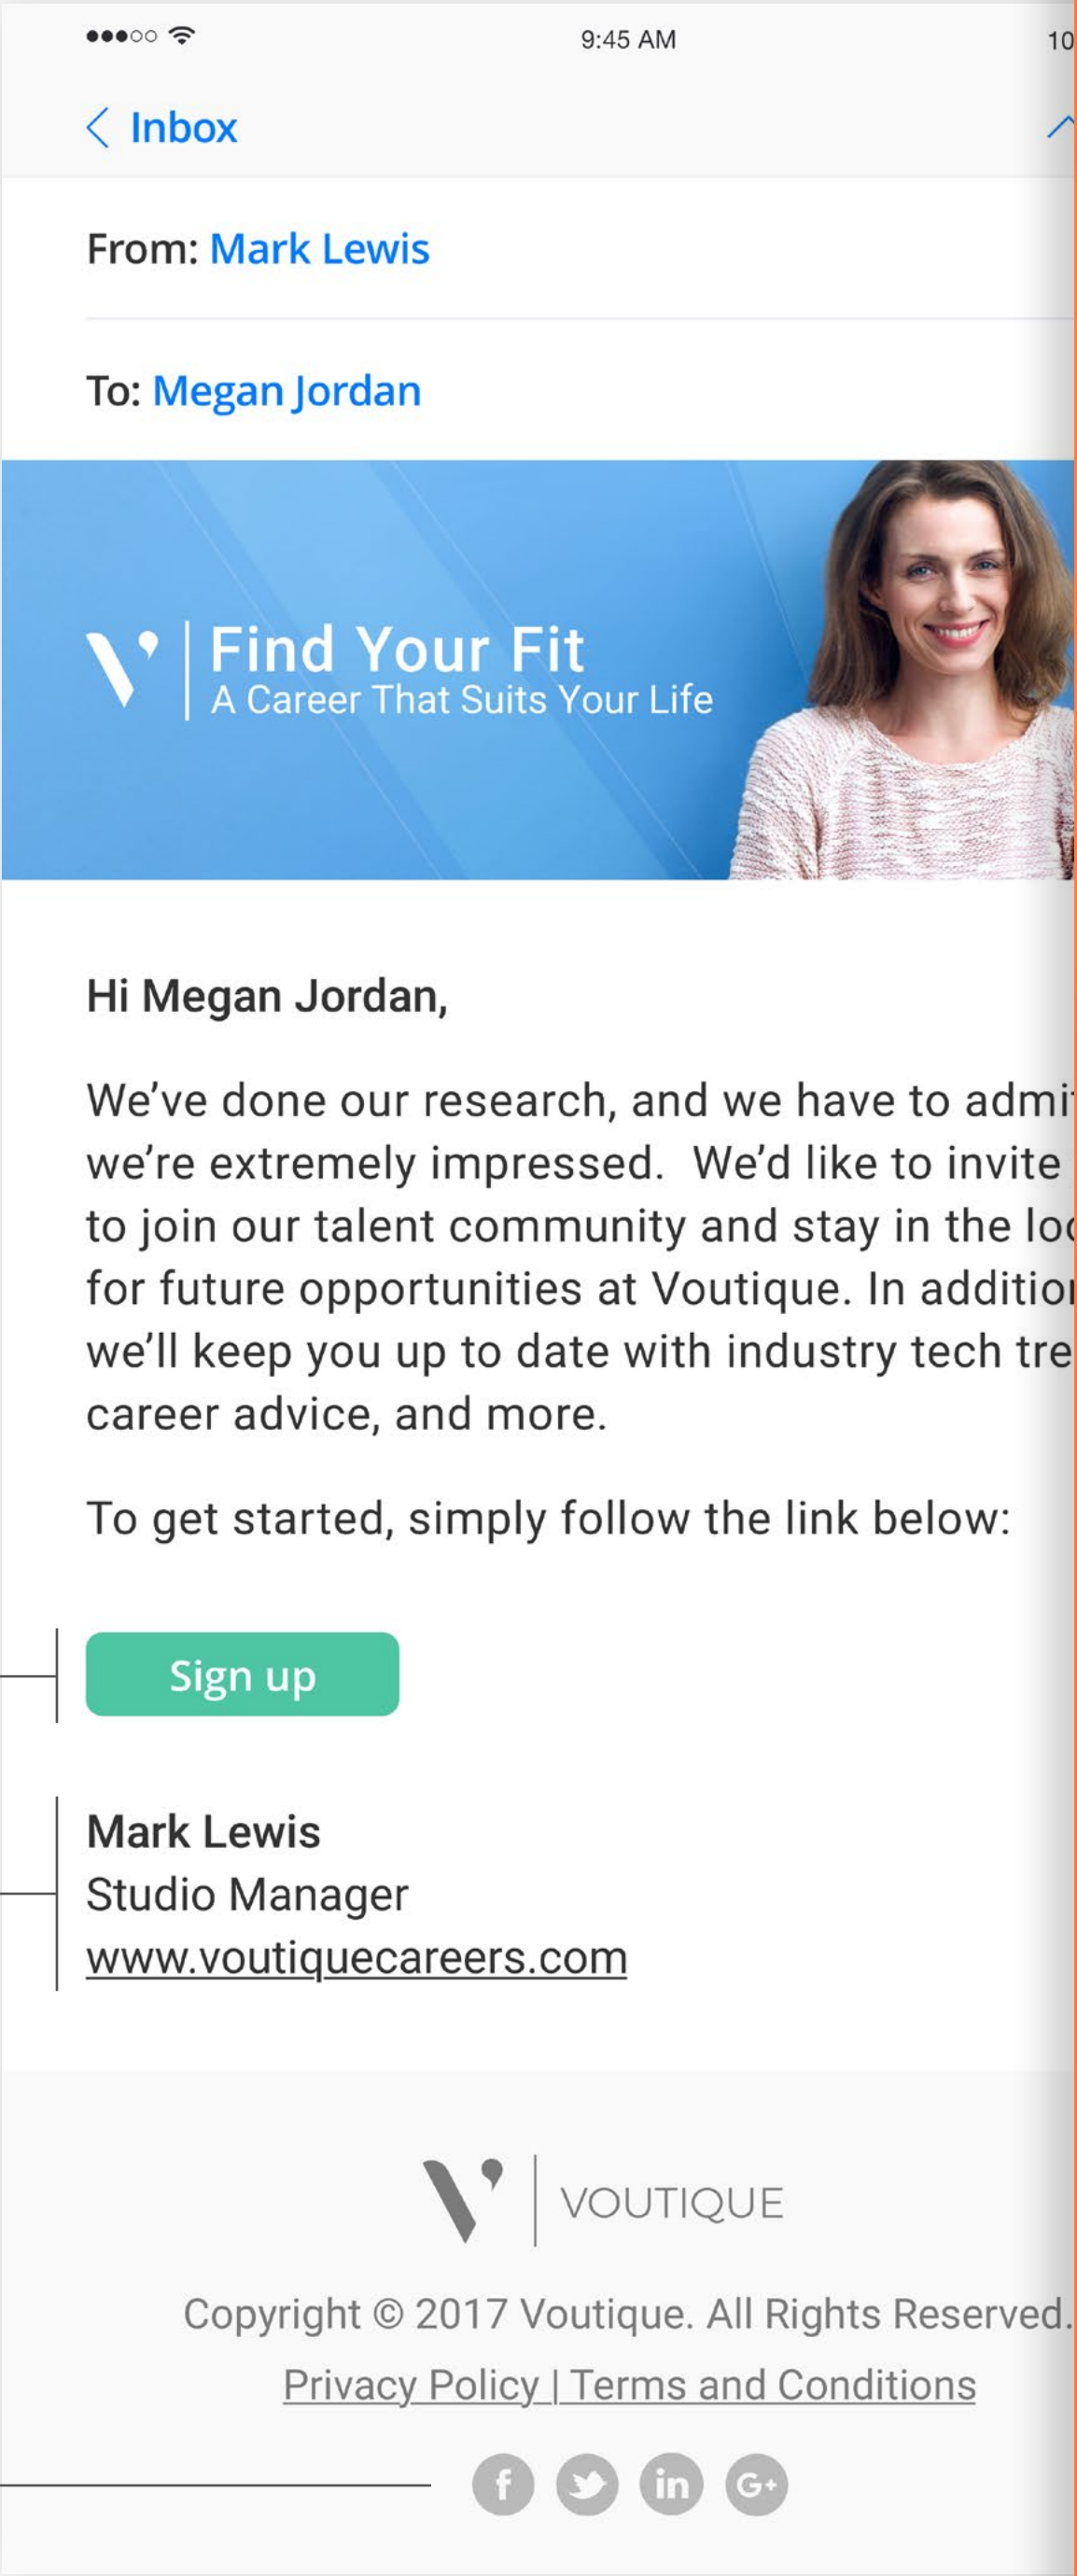 9:45 AM
10
Inbox
From: Mark Lewis
To: Megan Jordan
Find Your Fit
A Career That Suits Your Life
Hi Megan Jordan,
We've done our research, and we have to
we're extremely impressed.  We'd like to invite
to join our talent community and stay in the
for future opportunities at Voutique. In
we'll keep you up to date with industry tech
career advice, and more.
To get started, simply follow the link below:
Sign up
Mark Lewis
Studio Manager
www.voutiquecareers.com
VOUTIQUE
Copyright © 2017 Voutique. All Rights Reserved.
Privacy Policy | Terms and Conditions
f
in
G+